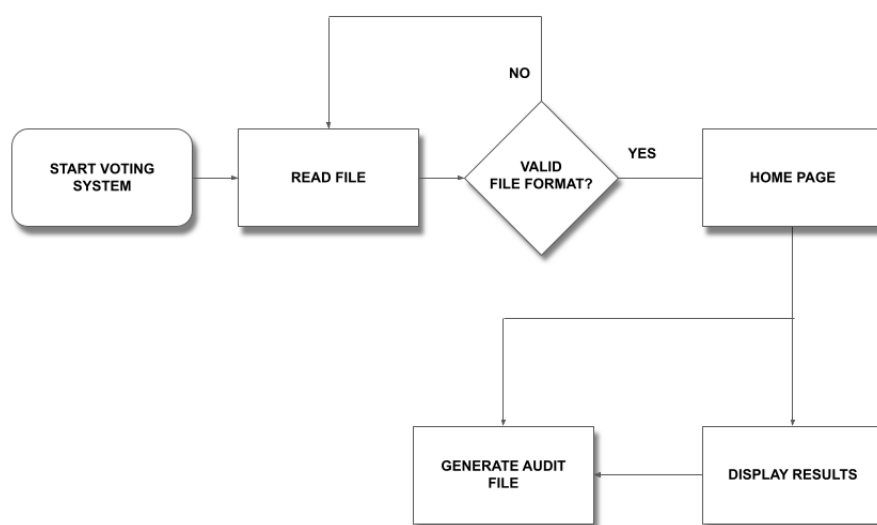 NO
START VOTING
SYSTEM
READ FILE
VALID
FILE FORMAT?
YES
HOME PAGE
GENERATE AUDIT
FILE
DISPLAY RESULTS